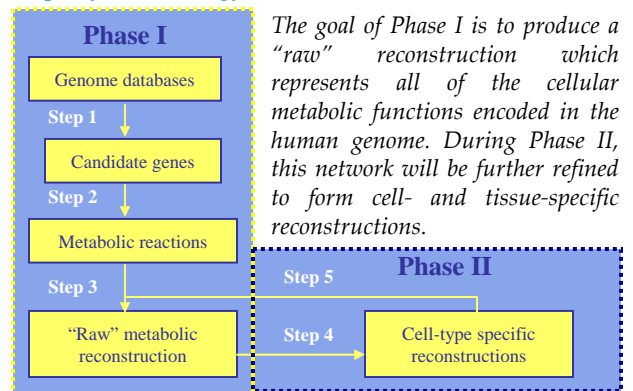 Phase I
Genome databases
Step 1
Candidate genes
Step 2
Metabolic reactions
Step 3
"Raw" metabolic
reconstruction
The goal of Phase I is to produce a
“raw” reconstruction which
represents all of the cellular
metabolic functions encoded in the
human genome. During Phase II,
this network will be further refined
to form cell- and tissue-specific
reconstructions.
Phase II
Step 5
Step 4
Cell-type specific
reconstructions